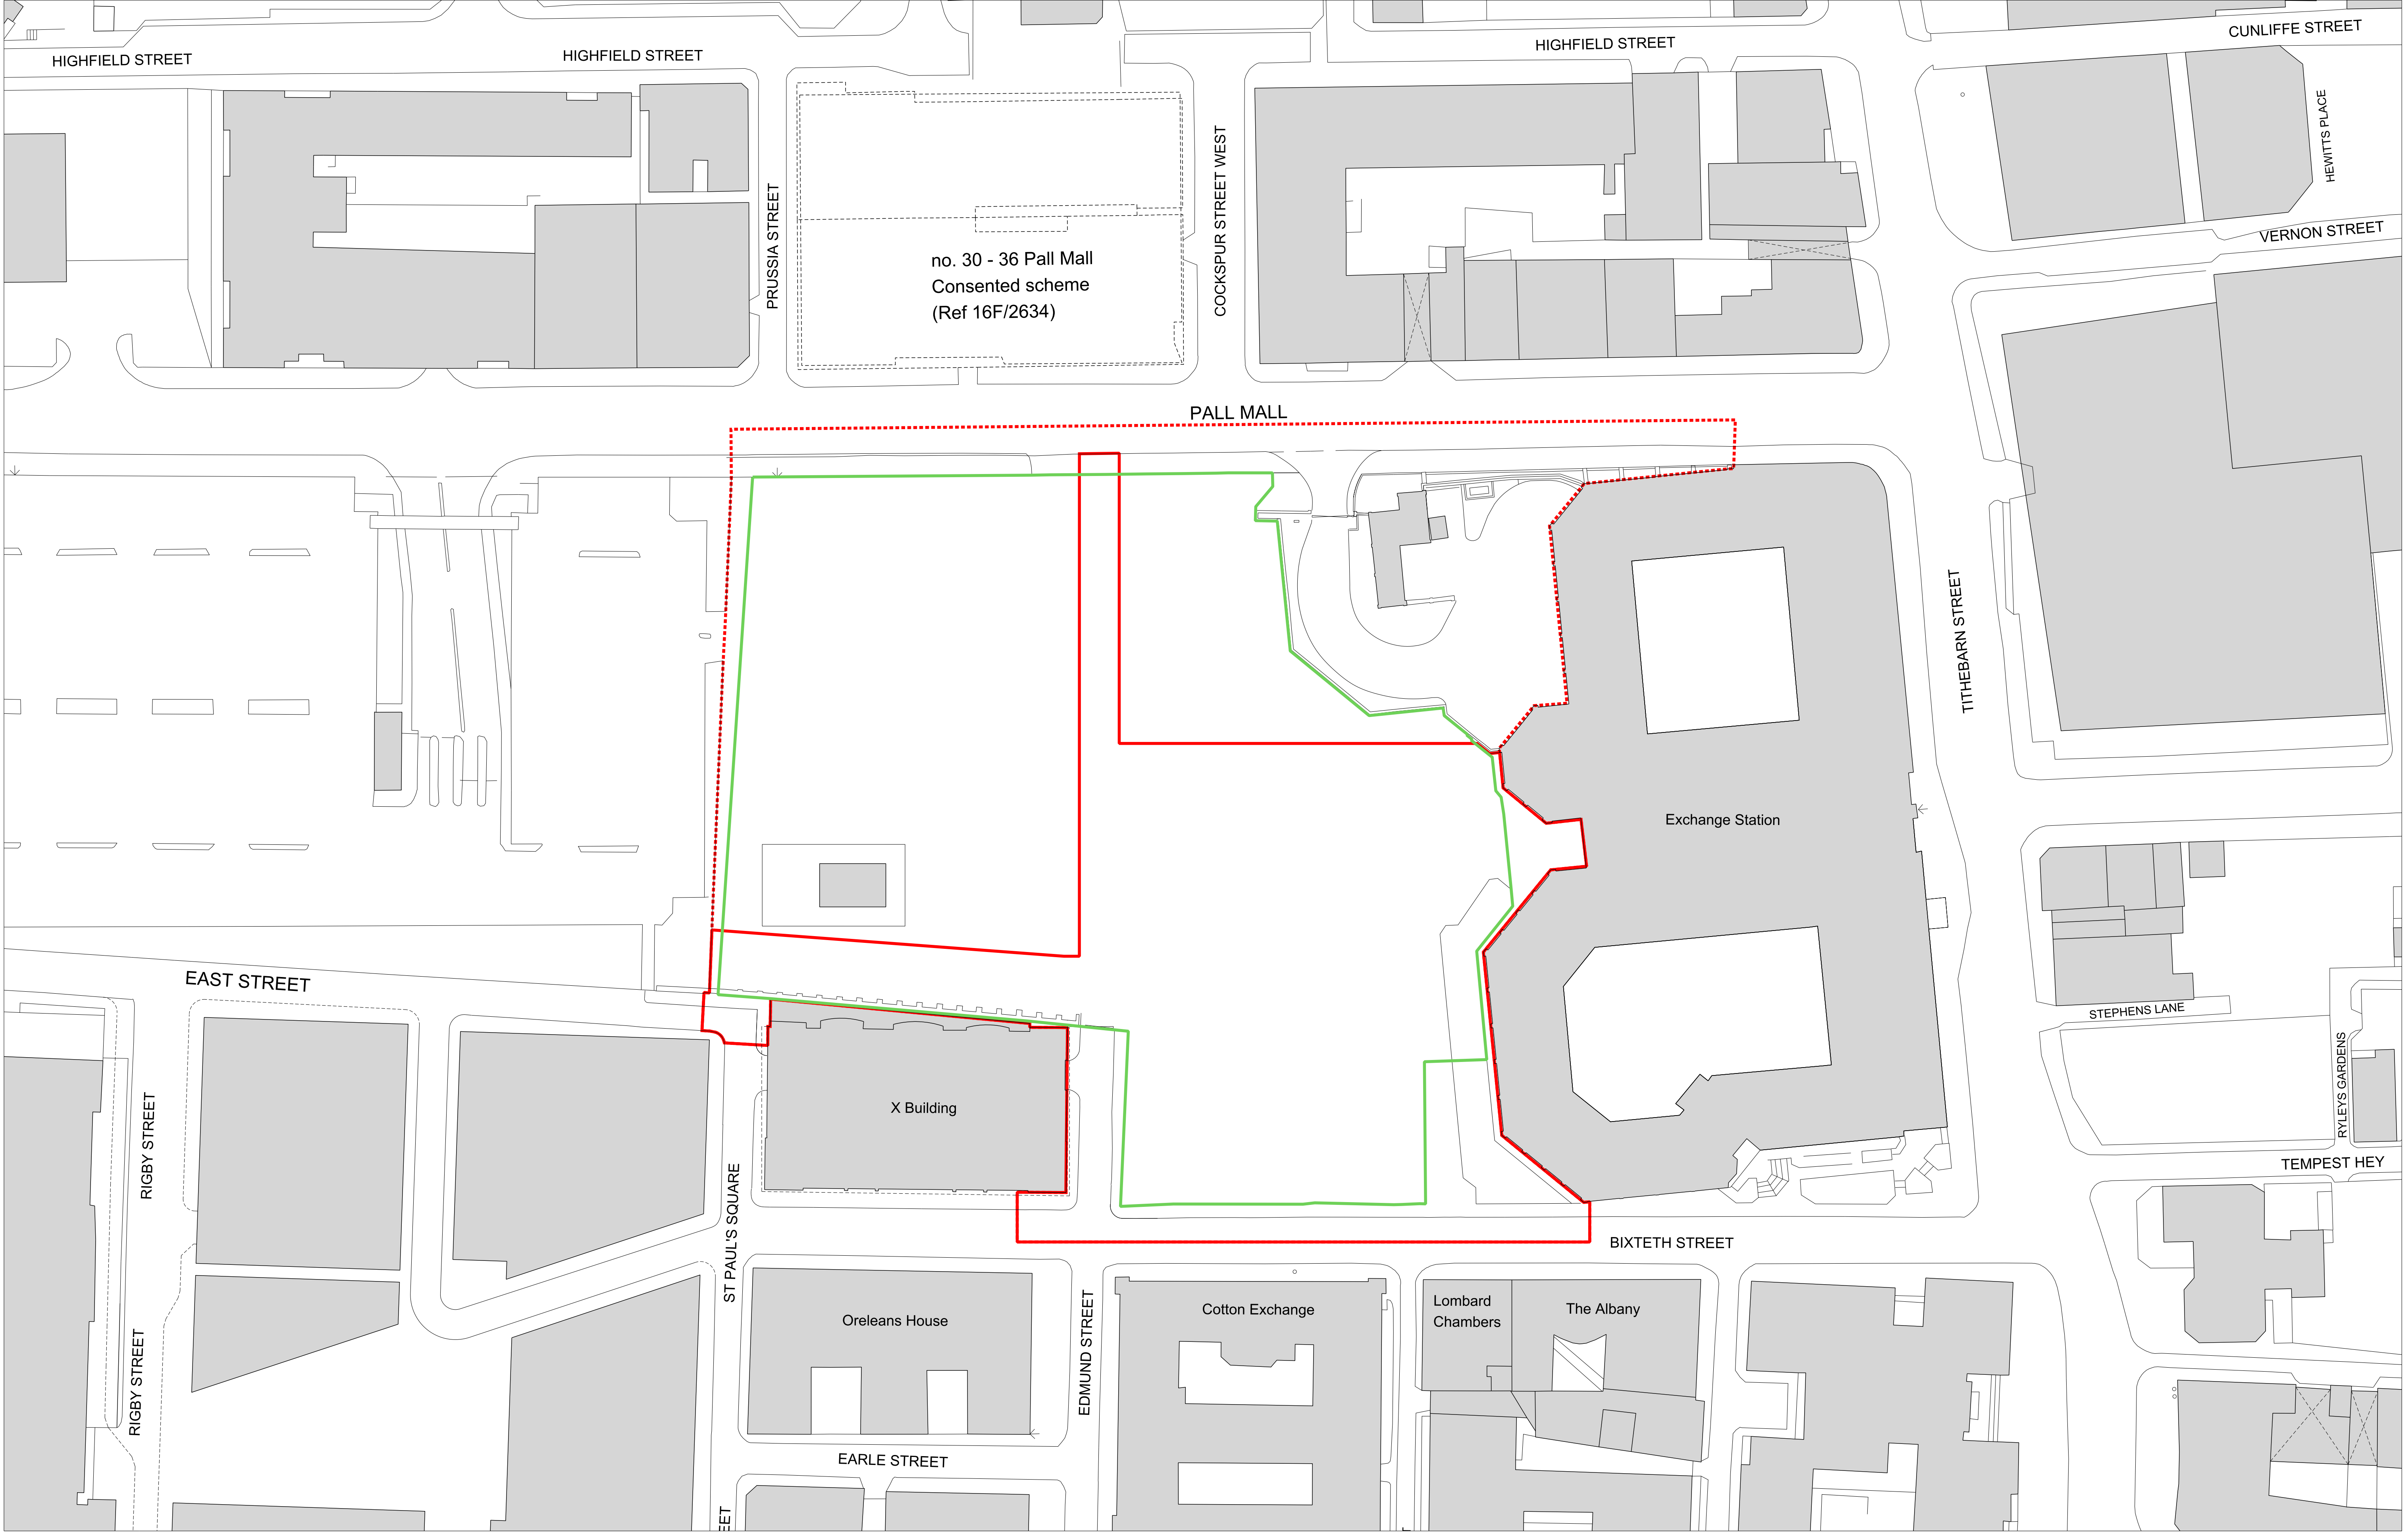 CUNLIFFE STREET
HIGHFIELD STREET
HIGHFIELD STREET
HIGHFIELD STREET
HEWITTS PLACE
PRUSSIA STREET
COCKSPUR STREET WEST
VERNON STREET
no. 30 - 36 Pall Mall
Consented scheme
(Ref 16F/2634)
PALL MALL
TITHEBARN STREET
Exchange Station
EAST STREET
STEPHENS LANE
RYLEYS GARDENS
RIGBY STREET
X Building
ST PAUL'S SQUARE
TEMPEST HEY
BIXTETH STREET
RIGBY STREET
Oreleans House
EDMUND STREET
Cotton Exchange
Lombard
Chambers
The Albany
EARLE STREET